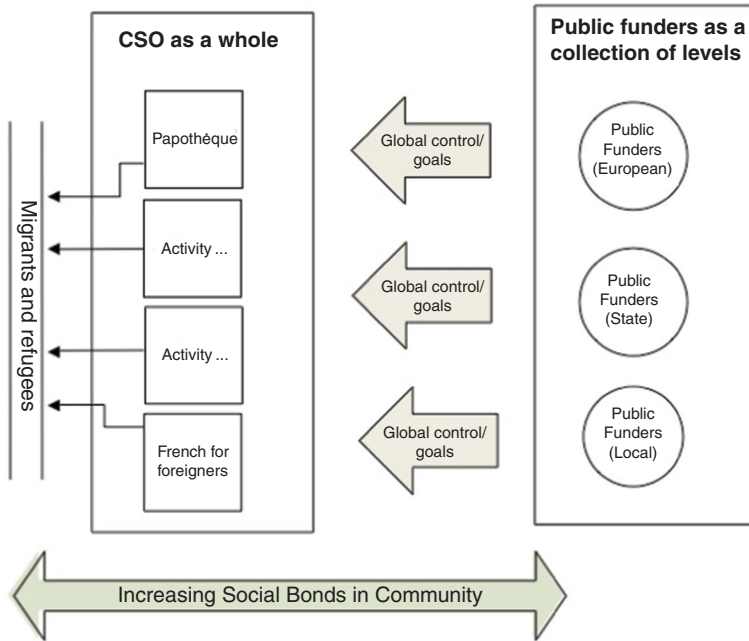 CSO as a whole
Public funders as a
collection of levels
Migrants and refugees
Papothèque
Activity ...
Activity ...
French for
foreigners
Global control/
goals
Global control/
goals
Global control/
goals
Public
Funders
(European)
Public
Funders
(State)
Public
Funders
(Local)
Increasing Social Bonds in Community